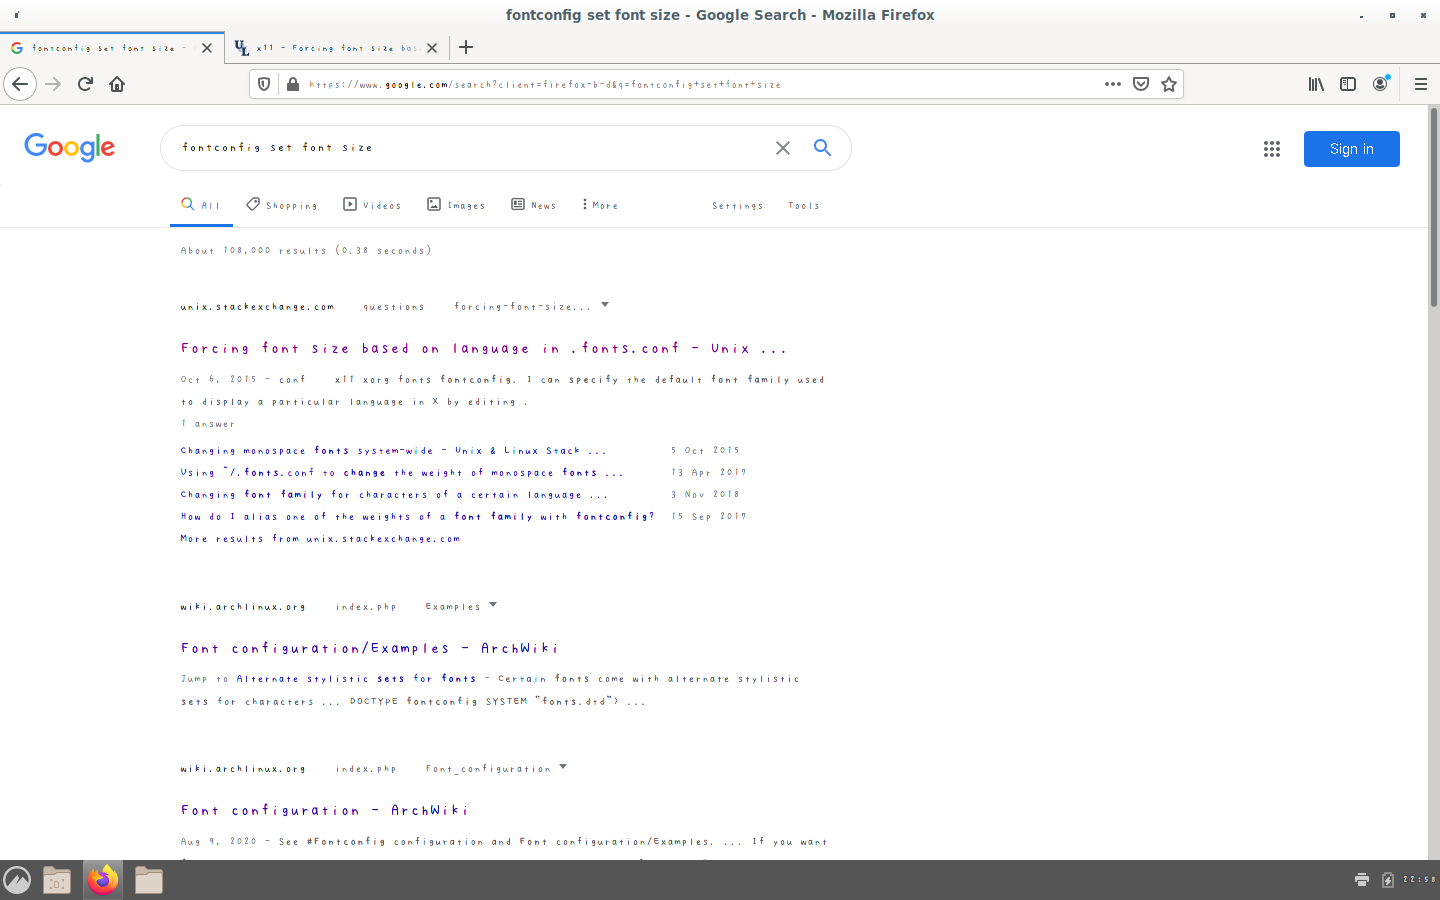 fontconfig set font size - Google Search - Mozilla Firefox
fontconfig set font size -
x11 - Forcing font size bas
https://www.google.com/search?client=firefox-b-d&q=fontconfig+set+font+size
Google
fontconfig set font size
Sign in
All Shopping Videos Images News More Settings Tools
About 108,000 results (0.38 seconds)
unix.stackexchange.com questions forcing-font-size...
Forcing font size based on language in .fonts.conf - Unix ...
Oct 6, 2015 - conf x11 xorg fonts fontconfig. I can specify the default font family used
to display a particular language in X by editing .
1 answer
Changing monospace fonts system-wide - Unix & Linux Stack ... 5 Oct 2015
Using ~/.fonts.conf to change the weight of monospace fonts ... 13 Apr 2017
Changing font family for characters of a certain language ... 3 Nov 2018
How do I alias one of the weights of a font family with fontconfig? 15 Sep 2017
More results from unix.stackexchange.com
wiki.archlinux.org index.php Examples
Font configuration/Examples - ArchWiki
Jump to Alternate stylistic sets for fonts - Certain fonts come with alternate stylistic
sets for characters ... DOCTYPE fontconfig SYSTEM "fonts.dtd") ...
wiki.archlinux.org index.php Font_configuration
Font configuration - ArchWiki
Aug 9, 2020 - See #Fontconfig configuration and Font configuration/Examples. ... If you want
22:58